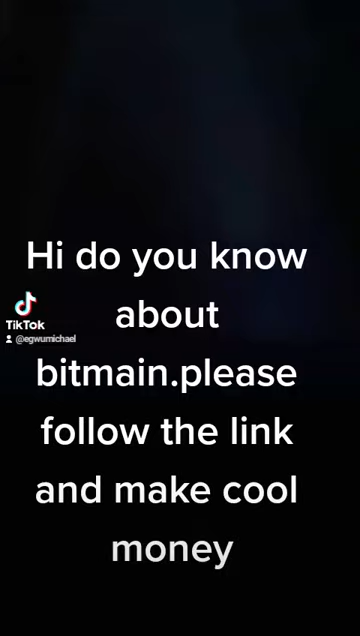 Hi do you know
about
TikTok
@egwumichael
bitmain.please
follow the link
and make cool
money